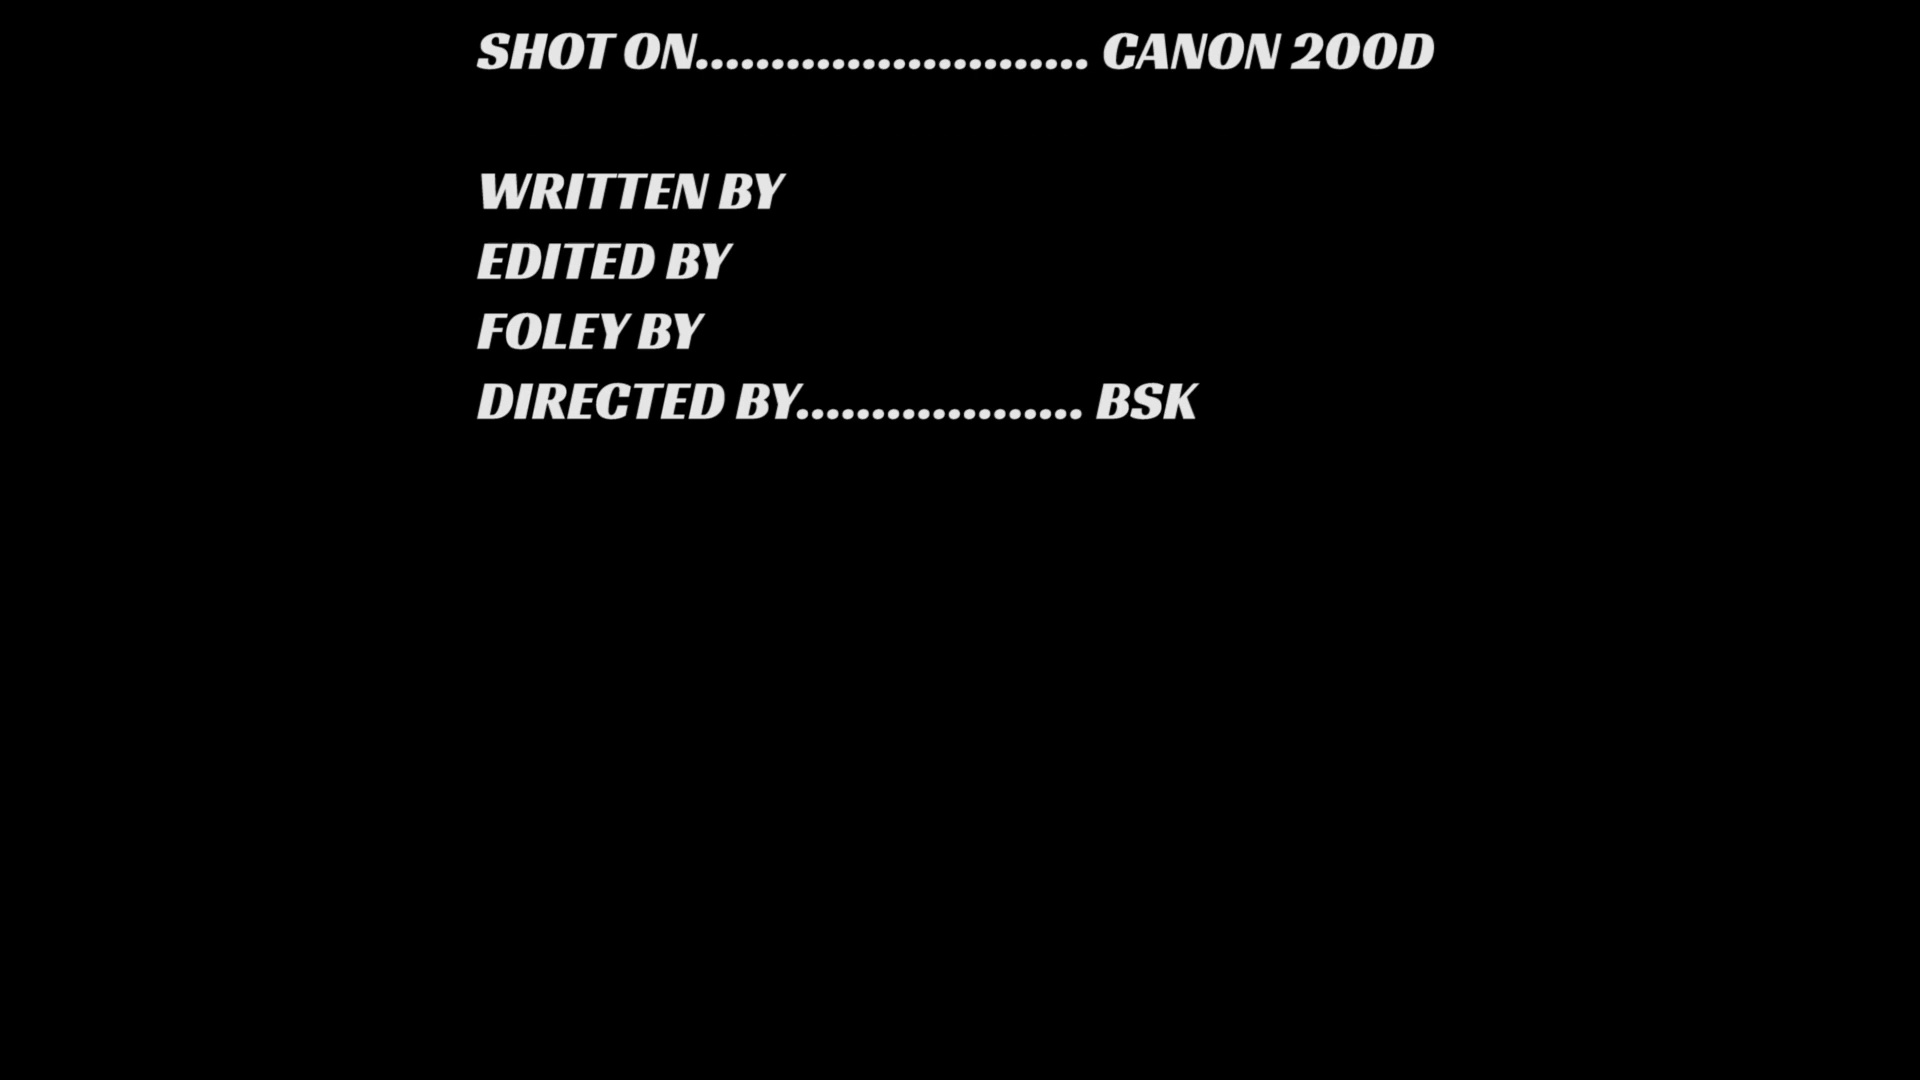 SHOT ON.......................... CANON 200D
WRITTEN BY
EDITED BY
FOLEY BY
DIRECTED BY................... BSK